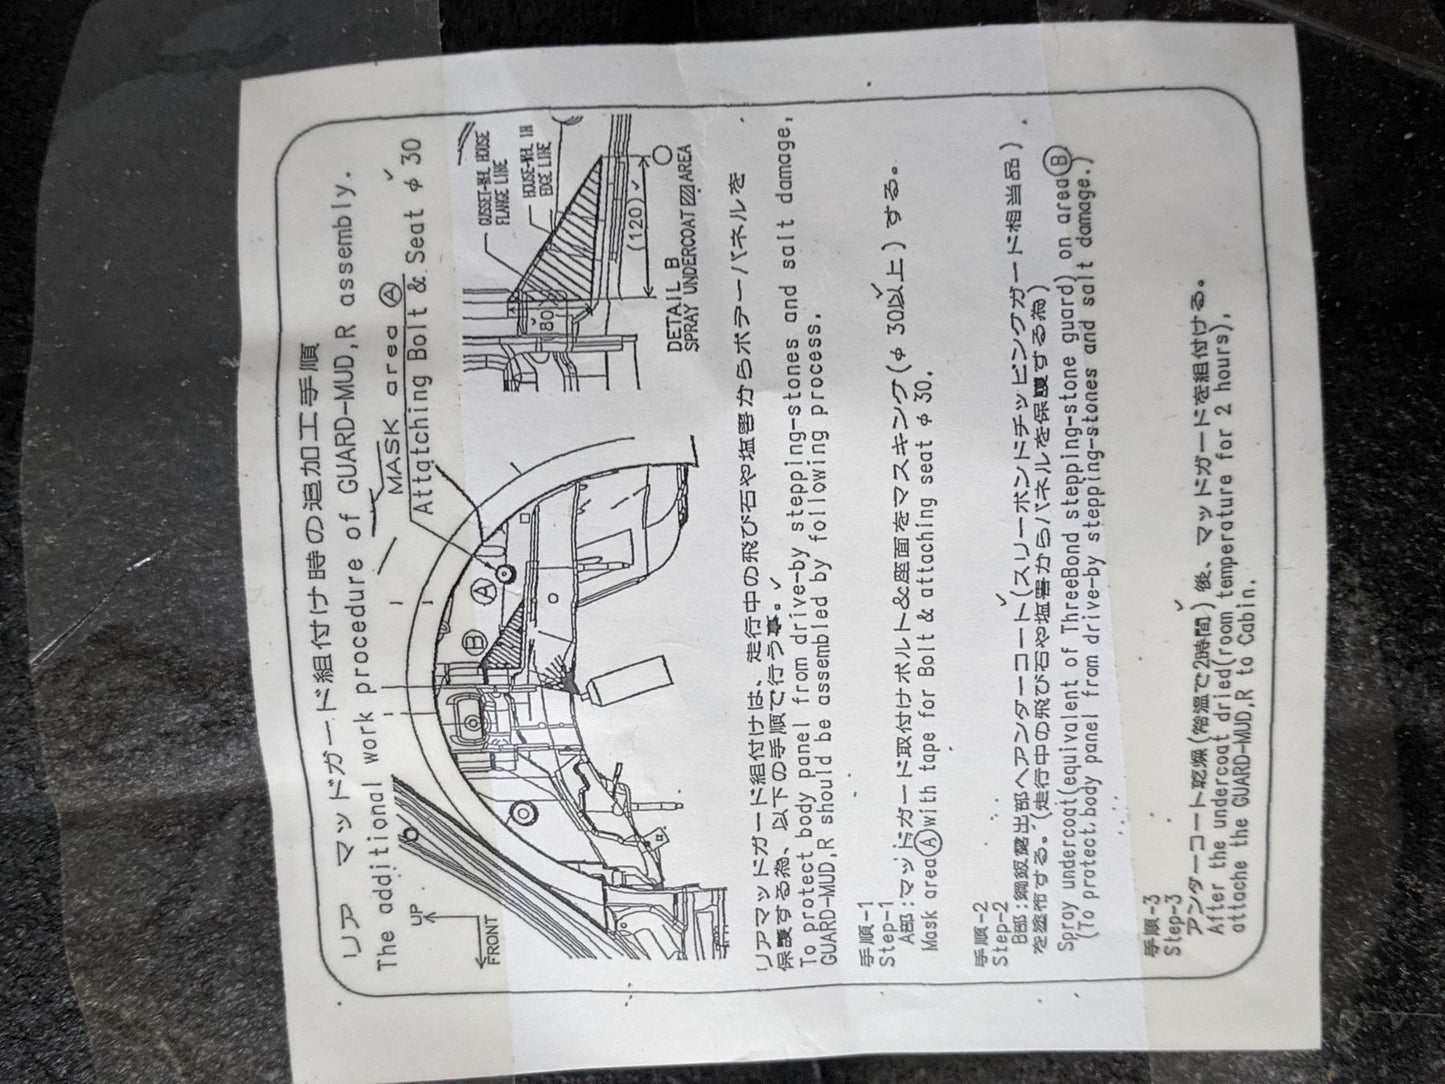 リア マッドガード組付け時の追加工手順
The additional work procedure of GUARD-MUD,R assembly.
MASK area Ⓐ
Attatching Bolt & Seat φ 30
UP
FRONT
Ⓐ
Ⓑ
GUSSET-WHL HOUSE
FLANGE LINE
HOUSE-WHL IN
EDGE LINE
(80)
(120)
DETAIL B
SPRAY UNDERCOAT AREA
リアマッドガード組付けは、走行中の飛び石や塩害からボデーパネルを
保護する為、以下の手順で行う事。
To protect body panel from drive-by stepping-stones and salt damage,
GUARD-MUD,R should be assembled by following process.
手順-1
Step-1
A部:マッドガード取付けボルト&座面をマスキング(φ 30以上)する。
Mask area Ⓐ with tape for Bolt & attaching seat φ 30.
手順-2
Step-2
B部:鋼鈑露出部へアンダーコート(スリーボンドチッピングガード相当品)
を塗布する。(走行中の飛び石や塩害からパネルを保護する為)
Spray undercoat(equivalent of ThreeBond stepping-stone guard) on area Ⓑ
(To protect body panel from drive-by stepping-stones and salt damage.)
手順-3
Step-3
アンダーコート乾燥(常温で2時間)後、マッドガードを組付ける。
After the undercoat dried(room temperature for 2 hours),
attache the GUARD-MUD,R to Cabin.